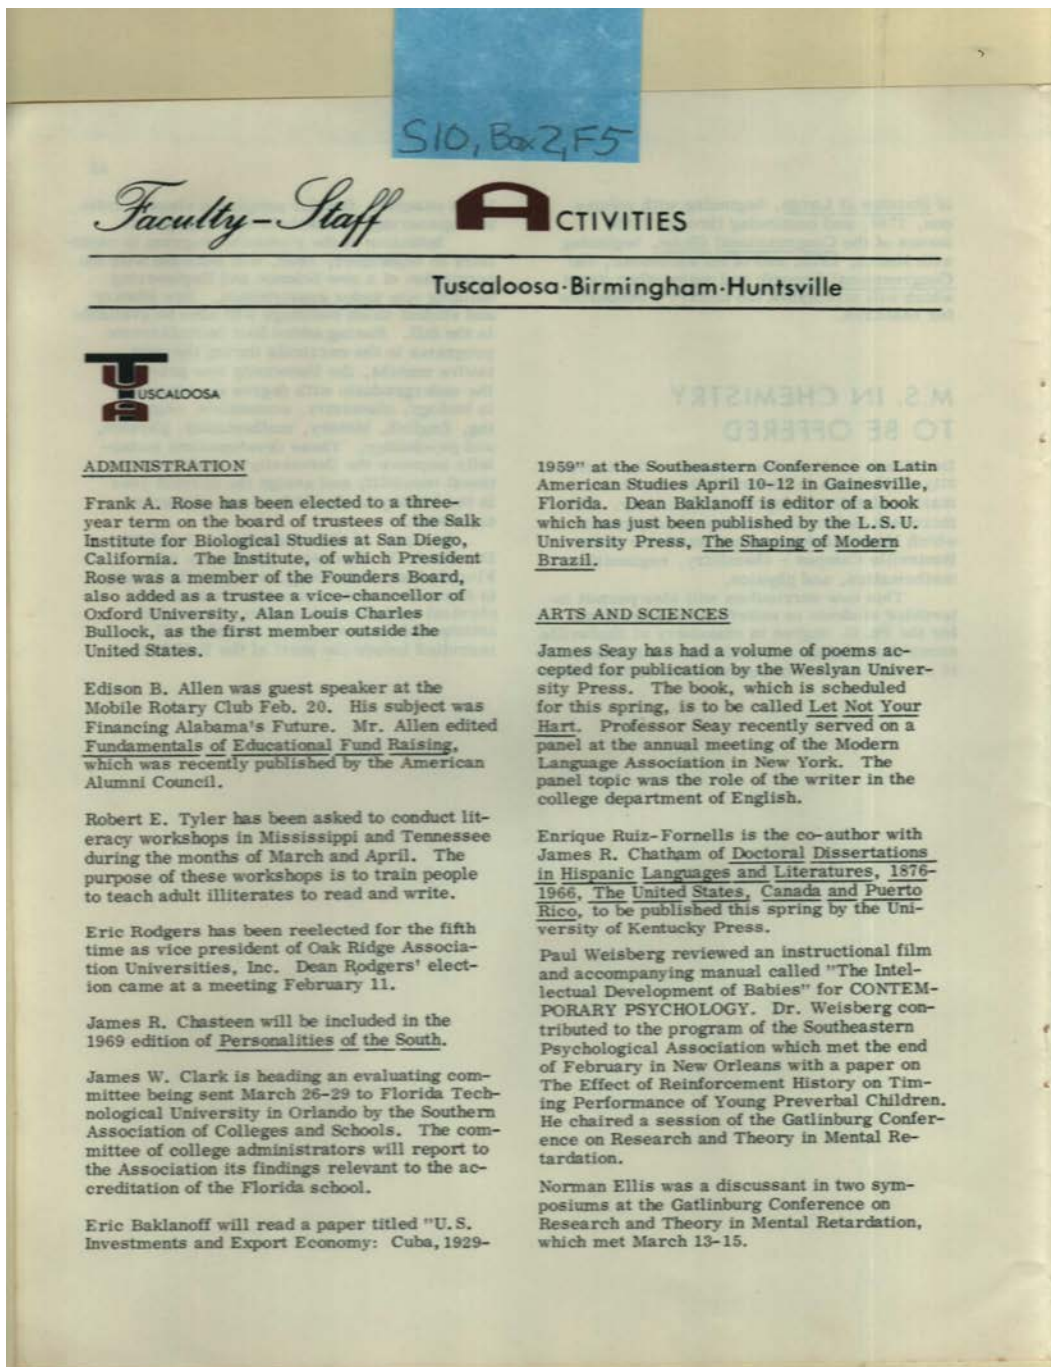 S10, Box 2, F5
Faculty-Staff ACTIVITIES
Tuscaloosa·Birmingham·Huntsville
TUSCALOOSA
UA
ADMINISTRATION
Frank A. Rose has been elected to a three-
year term on the board of trustees of the Salk
Institute for Biological Studies at San Diego,
California. The Institute, of which President
Rose was a member of the Founders Board,
also added as a trustee a vice-chancellor of
Oxford University, Alan Louis Charles
Bullock, as the first member outside the
United States.
Edison B. Allen was guest speaker at the
Mobile Rotary Club Feb. 20. His subject was
Financing Alabama's Future. Mr. Allen edited
Fundamentals of Educational Fund Raising,
which was recently published by the American
Alumni Council.
Robert E. Tyler has been asked to conduct lit-
eracy workshops in Mississippi and Tennessee
during the months of March and April. The
purpose of these workshops is to train people
to teach adult illiterates to read and write.
Eric Rodgers has been reelected for the fifth
time as vice president of Oak Ridge Associa-
tion Universities, Inc. Dean Rodgers' elect-
ion came at a meeting February 11.
James R. Chasteen will be included in the
1969 edition of Personalities of the South.
James W. Clark is heading an evaluating com-
mittee being sent March 26-29 to Florida Tech-
nological University in Orlando by the Southern
Association of Colleges and Schools. The com-
mittee of college administrators will report to
the Association its findings relevant to the ac-
creditation of the Florida school.
Eric Baklanoff will read a paper titled "U.S.
Investments and Export Economy: Cuba, 1929-
1959" at the Southeastern Conference on Latin
American Studies April 10-12 in Gainesville,
Florida. Dean Baklanoff is editor of a book
which has just been published by the L.S.U.
University Press, The Shaping of Modern
Brazil.
ARTS AND SCIENCES
James Seay has had a volume of poems ac-
cepted for publication by the Weslyan Univer-
sity Press. The book, which is scheduled
for this spring, is to be called Let Not Your
Hart. Professor Seay recently served on a
panel at the annual meeting of the Modern
Language Association in New York. The
panel topic was the role of the writer in the
college department of English.
Enrique Ruiz-Fornells is the co-author with
James R. Chatham of Doctoral Dissertations
in Hispanic Languages and Literatures, 1876-
1966, The United States, Canada and Puerto
Rico, to be published this spring by the Uni-
versity of Kentucky Press.
Paul Weisberg reviewed an instructional film
and accompanying manual called "The Intel-
lectual Development of Babies" for CONTEM-
PORARY PSYCHOLOGY. Dr. Weisberg con-
tributed to the program of the Southeastern
Psychological Association which met the end
of February in New Orleans with a paper on
The Effect of Reinforcement History on Tim-
ing Performance of Young Preverbal Children.
He chaired a session of the Gatlinburg Confer-
ence on Research and Theory in Mental Re-
tardation.
Norman Ellis was a discussant in two sym-
posiums at the Gatlinburg Conference on
Research and Theory in Mental Retardation,
which met March 13-15.